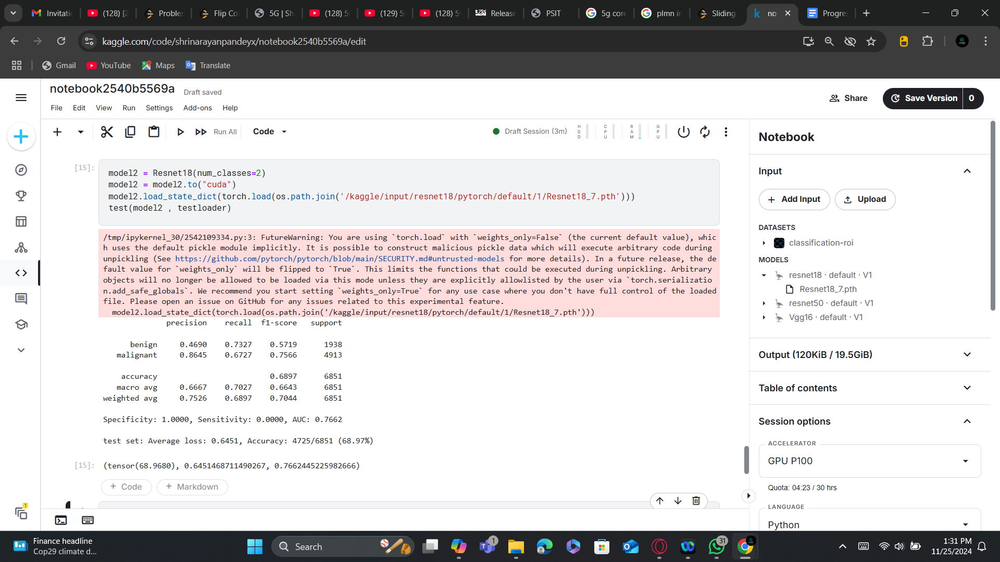 Invitati
(128) [2
Probler
Flip Co
5G | Sh
(128) 5
(129) 5
(128) 5
Release
PSIT
5g core
plmn in
Sliding
no
Progre
kaggle.com/code/shrinarayanpandeyx/notebook2540b5569a/edit
Gmail
YouTube
Maps
Translate
notebook2540b5569a
Draft saved
File
Edit
View
Run
Settings
Add-ons
Help
Share
Save Version
0
Run All
Code
Draft Session (3m)
HDD
CPU
RAM
GPU
[15]:
model2 = Resnet18(num_classes=2)
model2 = model2.to("cuda")
model2.load_state_dict(torch.load(os.path.join('/kaggle/input/resnet18/pytorch/default/1/Resnet18_7.pth')))
test(model2 , testloader)
/tmp/ipykernel_30/2542109334.py:3: FutureWarning: You are using `torch.load` with `weights_only=False` (the current default value), whic
h uses the default pickle module implicitly. It is possible to construct malicious pickle data which will execute arbitrary code during
unpickling (See https://github.com/pytorch/pytorch/blob/main/SECURITY.md#untrusted-models for more details). In a future release, the de
fault value for `weights_only` will be flipped to `True`. This limits the functions that could be executed during unpickling. Arbitrary
objects will no longer be allowed to be loaded via this mode unless they are explicitly allowlisted by the user via `torch.serializatio
n.add_safe_globals`. We recommend you start setting `weights_only=True` for any use case where you don't have full control of the loaded
file. Please open an issue on GitHub for any issues related to this experimental feature.
model2.load_state_dict(torch.load(os.path.join('/kaggle/input/resnet18/pytorch/default/1/Resnet18_7.pth')))
precision recall f1-score support
benign 0.4690 0.7327 0.5719 1938
malignant 0.8645 0.6727 0.7566 4913
accuracy 0.6897 6851
macro avg 0.6667 0.7027 0.6643 6851
weighted avg 0.7526 0.6897 0.7044 6851
Specificity: 1.0000, Sensitivity: 0.0000, AUC: 0.7662
test set: Average loss: 0.6451, Accuracy: 4725/6851 (68.97%)
[15]:
(tensor(68.9680), 0.6451468711490267, 0.7662445225982666)
+ Code
+ Markdown
Notebook
Input
+ Add Input
Upload
DATASETS
classification-roi
MODELS
resnet18 · default · V1
Resnet18_7.pth
resnet50 · default · V1
Vgg16 · default · V1
Output (120KiB / 19.5GiB)
Table of contents
Session options
ACCELERATOR
GPU P100
Quota: 04:23 / 30 hrs
LANGUAGE
Python
1
Finance headline
Cop29 climate d...
Search
1
31
1:31 PM
11/25/2024